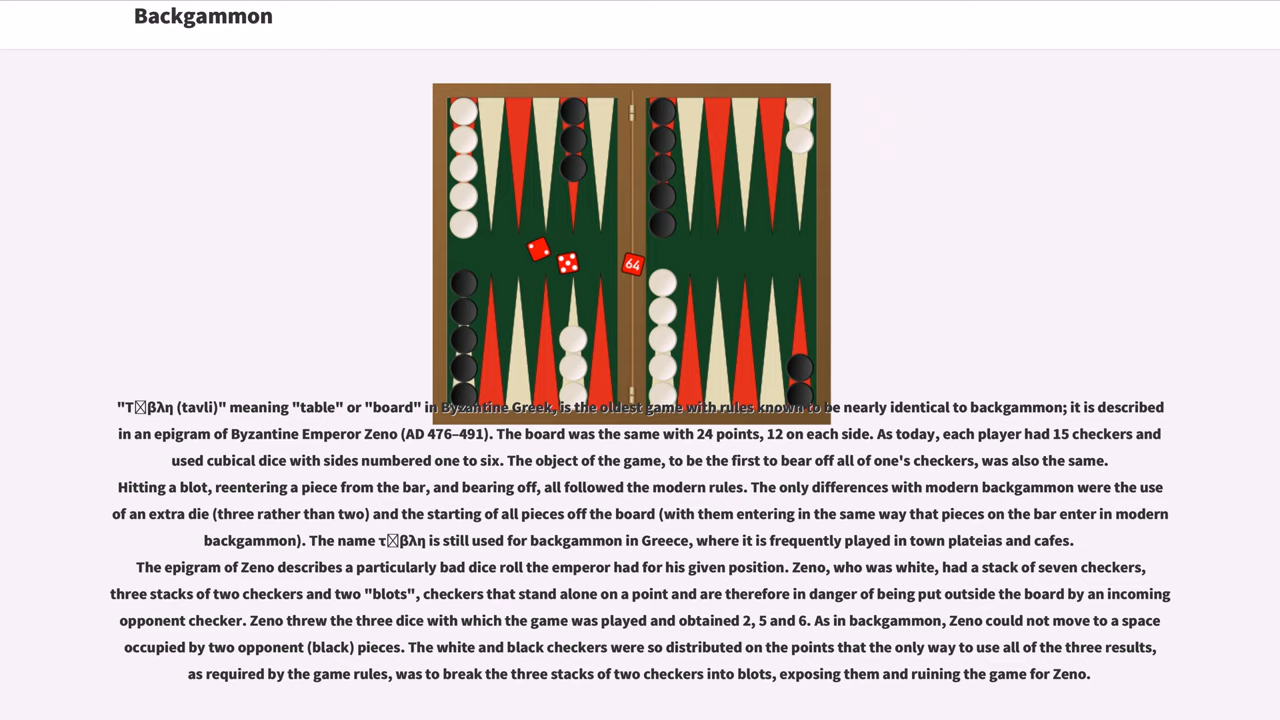 Backgammon
64
"Τ�βλη (tavli)" meaning "table" or "board" in Byzantine Greek, is the oldest game with rules known to be nearly identical to backgammon; it is described
in an epigram of Byzantine Emperor Zeno (AD 476–491). The board was the same with 24 points, 12 on each side. As today, each player had 15 checkers and
used cubical dice with sides numbered one to six. The object of the game, to be the first to bear off all of one's checkers, was also the same.
Hitting a blot, reentering a piece from the bar, and bearing off, all followed the modern rules. The only differences with modern backgammon were the use
of an extra die (three rather than two) and the starting of all pieces off the board (with them entering in the same way that pieces on the bar enter in modern
backgammon). The name τ�βλη is still used for backgammon in Greece, where it is frequently played in town plateias and cafes.
The epigram of Zeno describes a particularly bad dice roll the emperor had for his given position. Zeno, who was white, had a stack of seven checkers,
three stacks of two checkers and two "blots", checkers that stand alone on a point and are therefore in danger of being put outside the board by an incoming
opponent checker. Zeno threw the three dice with which the game was played and obtained 2, 5 and 6. As in backgammon, Zeno could not move to a space
occupied by two opponent (black) pieces. The white and black checkers were so distributed on the points that the only way to use all of the three results,
as required by the game rules, was to break the three stacks of two checkers into blots, exposing them and ruining the game for Zeno.